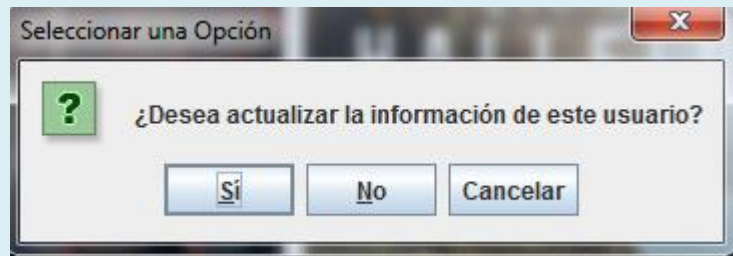 Seleccionar una Opción
¿Desea actualizar la información de este usuario?
Sí
No
Cancelar